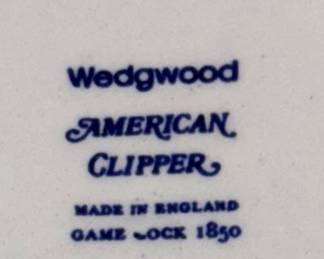 Wedgwood
AMERICAN
CLIPPER
MADE IN ENGLAND
GAME COCK 1850